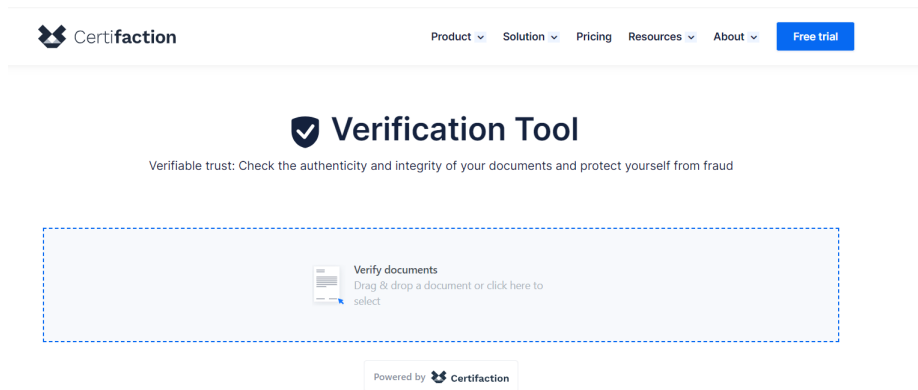 Certifaction
Product Solution Pricing Resources About Free trial
Verification Tool
Verifiable trust: Check the authenticity and integrity of your documents and protect yourself from fraud
Verify documents
Drag & drop a document or click here to
select
Powered by Certifaction